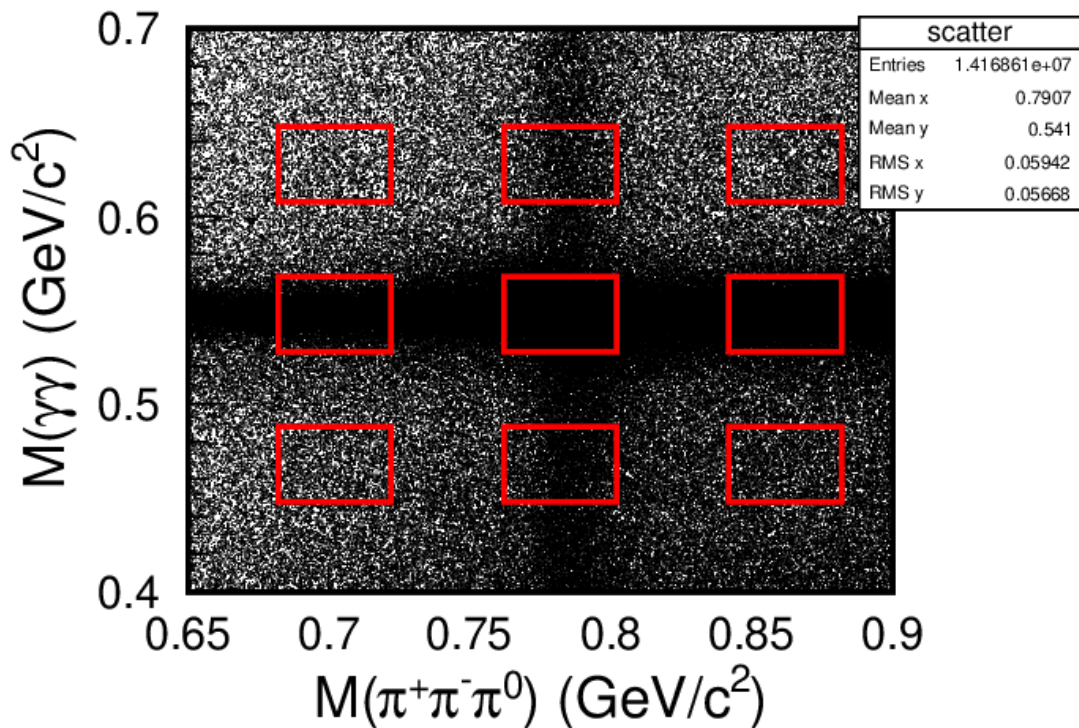 0.7
scatter
Entries 1.416861e+07
Mean x 0.7907
Mean y 0.541
RMS x 0.05942
RMS y 0.05668
M(γγ) (GeV/c²)
0.6
0.5
0.4
0.65 0.7 0.75 0.8 0.85 0.9
M(π⁺π⁻π⁰) (GeV/c²)